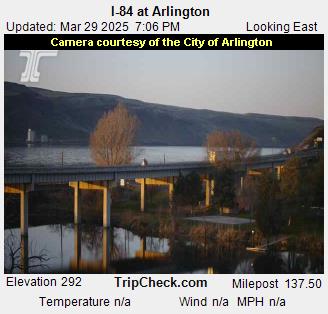 I-84 at Arlington
Updated: Mar 29 2025 7:06 PM Looking East
Camera courtesy of the City of Arlington
Elevation 292 TripCheck.com Milepost 137.50
Temperature n/a Wind n/a MPH n/a